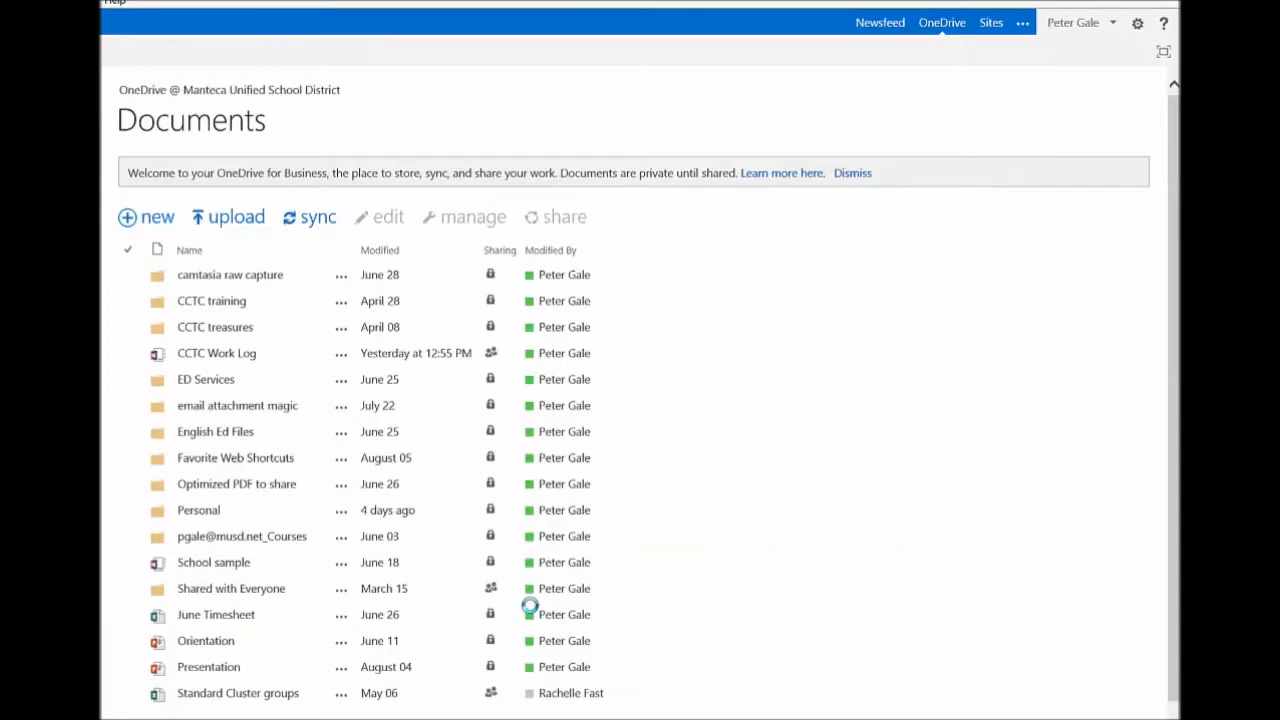 Help
Newsfeed OneDrive Sites ••• Peter Gale ?
OneDrive @ Manteca Unified School District
Documents
Welcome to your OneDrive for Business, the place to store, sync, and share your work. Documents are private until shared. Learn more here. Dismiss
new upload sync edit manage share
Name Modified Sharing Modified By
camtasia raw capture ••• June 28 Peter Gale
CCTC training ••• April 28 Peter Gale
CCTC treasures ••• April 08 Peter Gale
CCTC Work Log ••• Yesterday at 12:55 PM Peter Gale
ED Services ••• June 25 Peter Gale
email attachment magic ••• July 22 Peter Gale
English Ed Files ••• June 25 Peter Gale
Favorite Web Shortcuts ••• August 05 Peter Gale
Optimized PDF to share ••• June 26 Peter Gale
Personal ••• 4 days ago Peter Gale
pgale@musd.net_Courses ••• June 03 Peter Gale
School sample ••• June 18 Peter Gale
Shared with Everyone ••• March 15 Peter Gale
June Timesheet ••• June 26 Peter Gale
Orientation ••• June 11 Peter Gale
Presentation ••• August 04 Peter Gale
Standard Cluster groups ••• May 06 Rachelle Fast